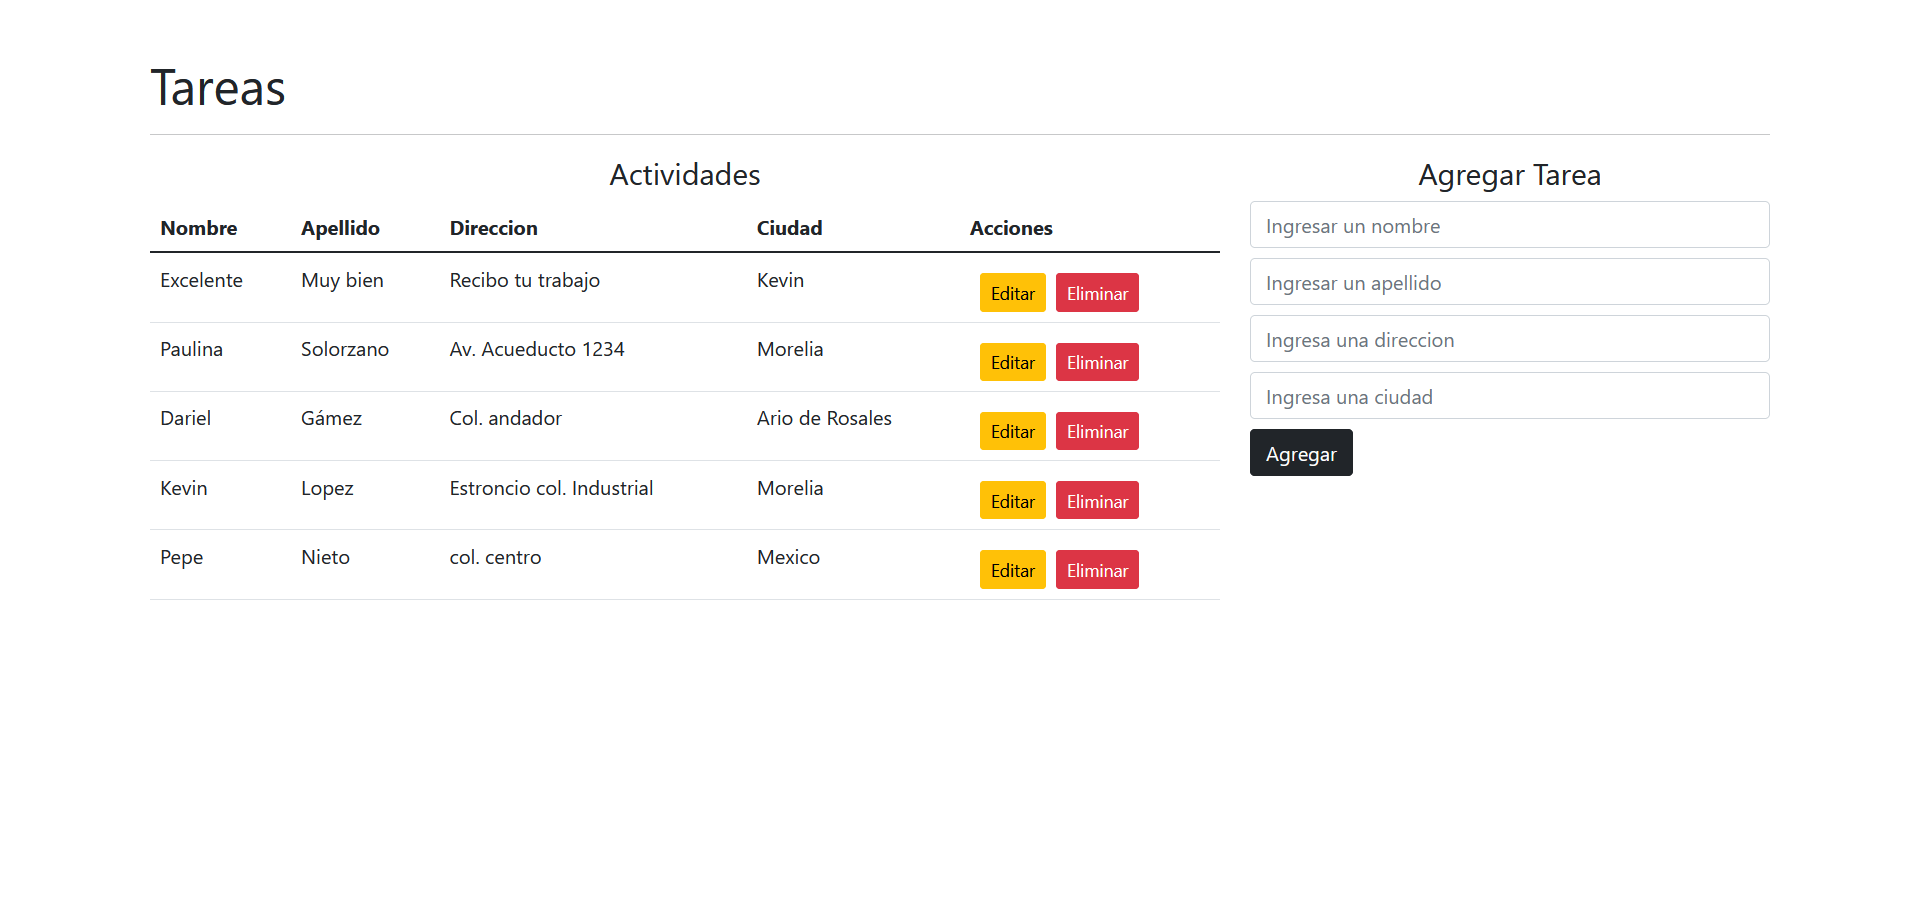 Tareas
Actividades
Nombre Apellido Direccion Ciudad Acciones
Excelente Muy bien Recibo tu trabajo Kevin Editar Eliminar
Paulina Solorzano Av. Acueducto 1234 Morelia Editar Eliminar
Dariel Gámez Col. andador Ario de Rosales Editar Eliminar
Kevin Lopez Estroncio col. Industrial Morelia Editar Eliminar
Pepe Nieto col. centro Mexico Editar Eliminar
Agregar Tarea
Ingresar un nombre
Ingresar un apellido
Ingresa una direccion
Ingresa una ciudad
Agregar